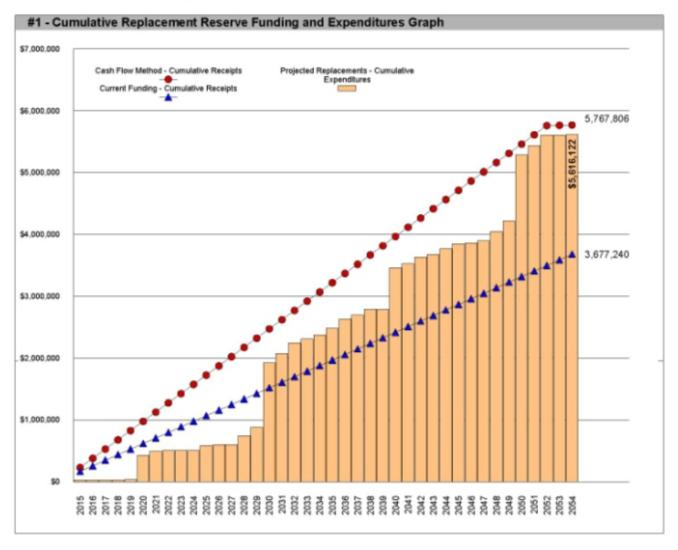 #1 - Cumulative Replacement Reserve Funding and Expenditures Graph
$7,000,000
Cash Flow Method - Cumulative Receipts
Projected Replacements - Cumulative
Expenditures
Current Funding - Cumulative Receipts
$6,000,000
5,767,806
$5,616,122
$5,000,000
$4,000,000
3,677,240
$3,000,000
$2,000,000
$1,000,000
$0
2015 2016 2017 2018 2019 2020 2021 2022 2023 2024 2025 2026 2027 2028 2029 2030 2031 2032 2033 2034 2035 2036 2037 2038 2039 2040 2041 2042 2043 2044 2045 2046 2047 2048 2049 2050 2051 2052 2053 2054